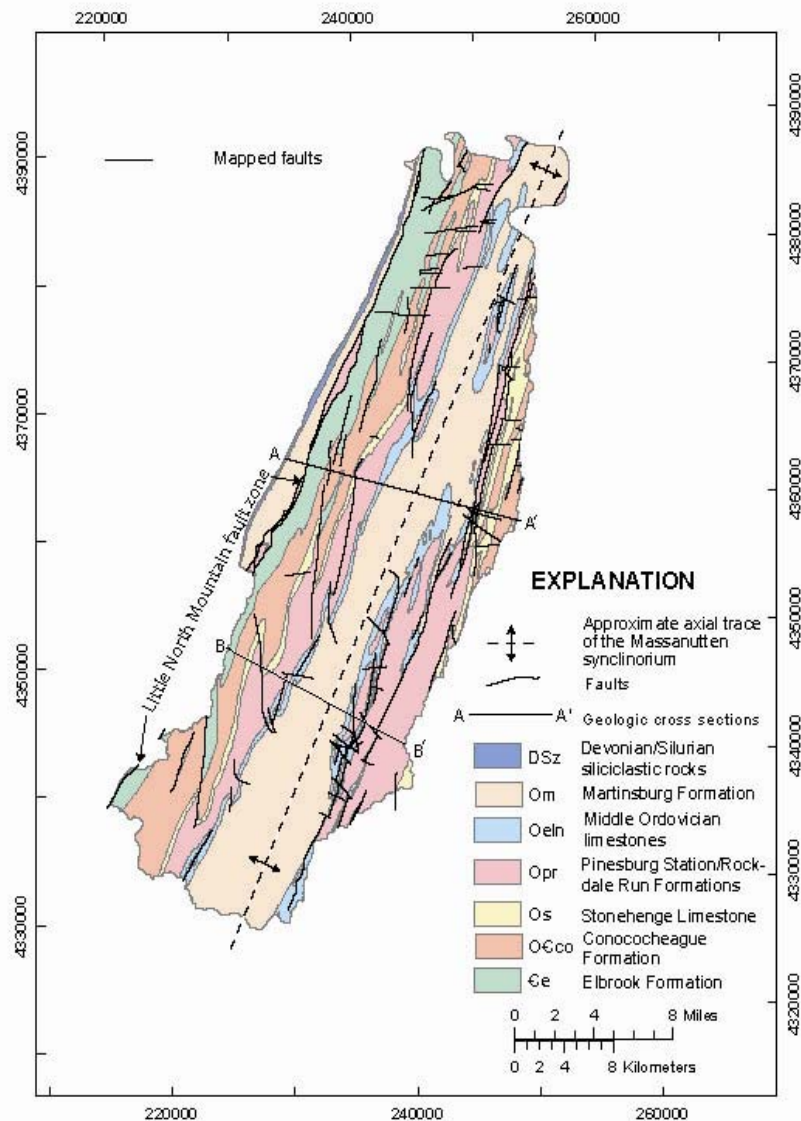 220000
240000
260000
390000
4390000
Mapped faults
4380000
4370000
4370000
A
A'
4360000
Little North Mountain fault zone
4350000
4350000
B
B'
4340000
4330000
4330000
4320000
EXPLANATION
Approximate axial trace
of the Massanutten
synclinorium
Faults
A A' Geologic cross sections
DSz Devonian/Silurian
siliciclastic rocks
Om Martinsburg Formation
Oeln Middle Ordovician
limestones
Opr Pinesburg Station/Rock-
dale Run Formations
Os Stonehenge Limestone
O€co Conococheague
Formation
€e Elbrook Formation
0 2 4 8 Miles
0 2 4 8 Kilometers
220000
240000
260000